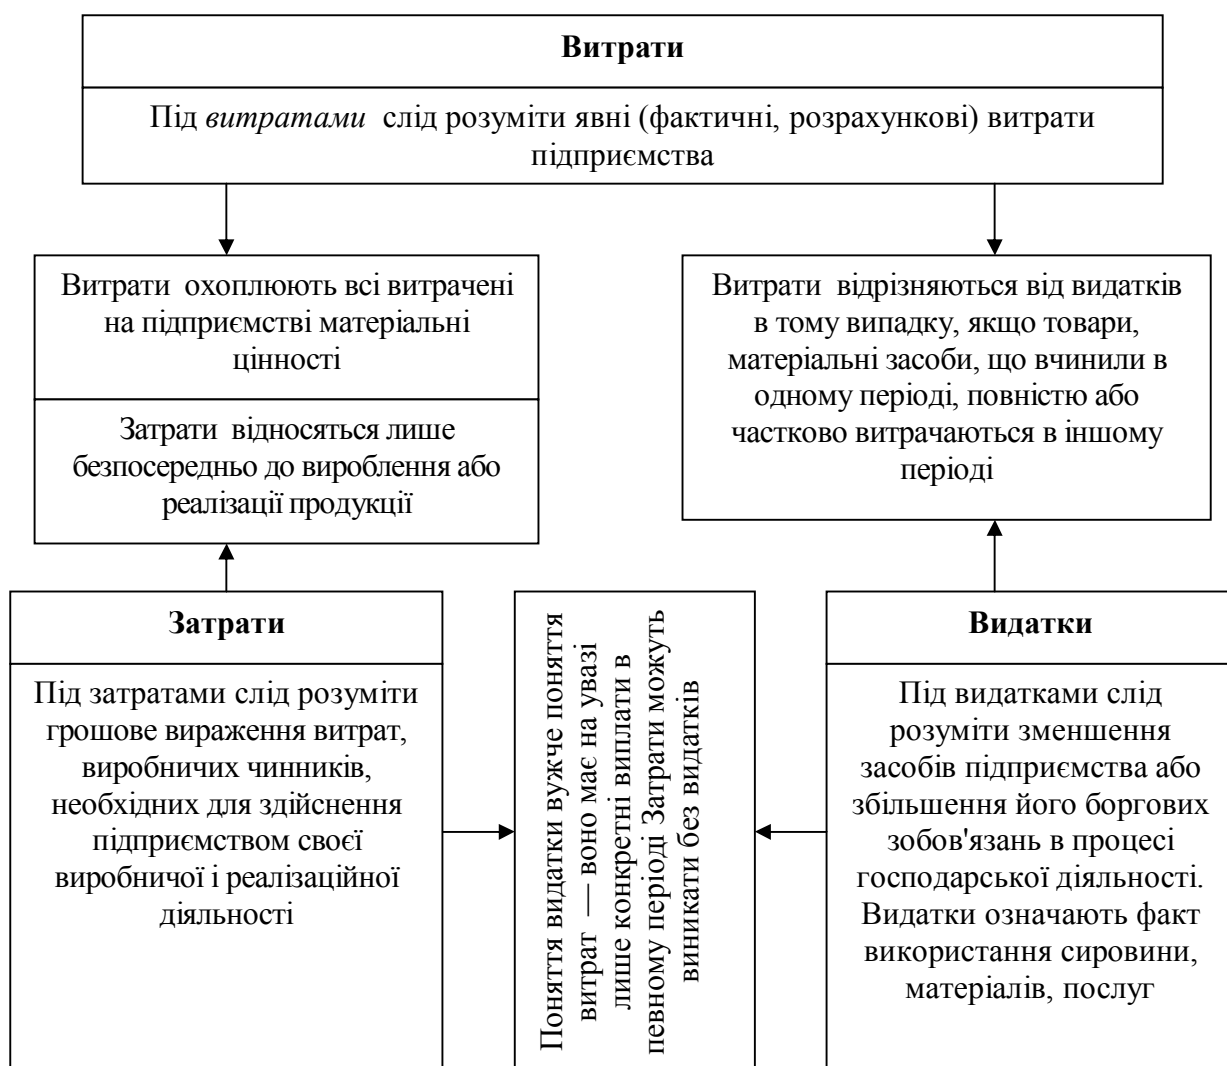 Витрати
Під витратами слід розуміти явні (фактичні, розрахункові) витрати
підприємства
Витрати охоплюють всі витрачені
на підприємстві матеріальні
цінності
Затрати відносяться лише
безпосередньо до вироблення або
реалізації продукції
Витрати відрізняються від видатків
в тому випадку, якщо товари,
матеріальні засоби, що вчинили в
одному періоді, повністю або
частково витрачаються в іншому
періоді
Затрати
Під затратами слід розуміти
грошове вираження витрат,
виробничих чинників,
необхідних для здійснення
підприємством своєї
виробничої і реалізаційної
діяльності
Поняття видатки вужче поняття
витрат — воно має на увазі
лише конкретні виплати в
певному періоді Затрати можуть
виникати без видатків
Видатки
Під видатками слід
розуміти зменшення
засобів підприємства або
збільшення його боргових
зобов'язань в процесі
господарської діяльності.
Видатки означають факт
використання сировини,
матеріалів, послуг